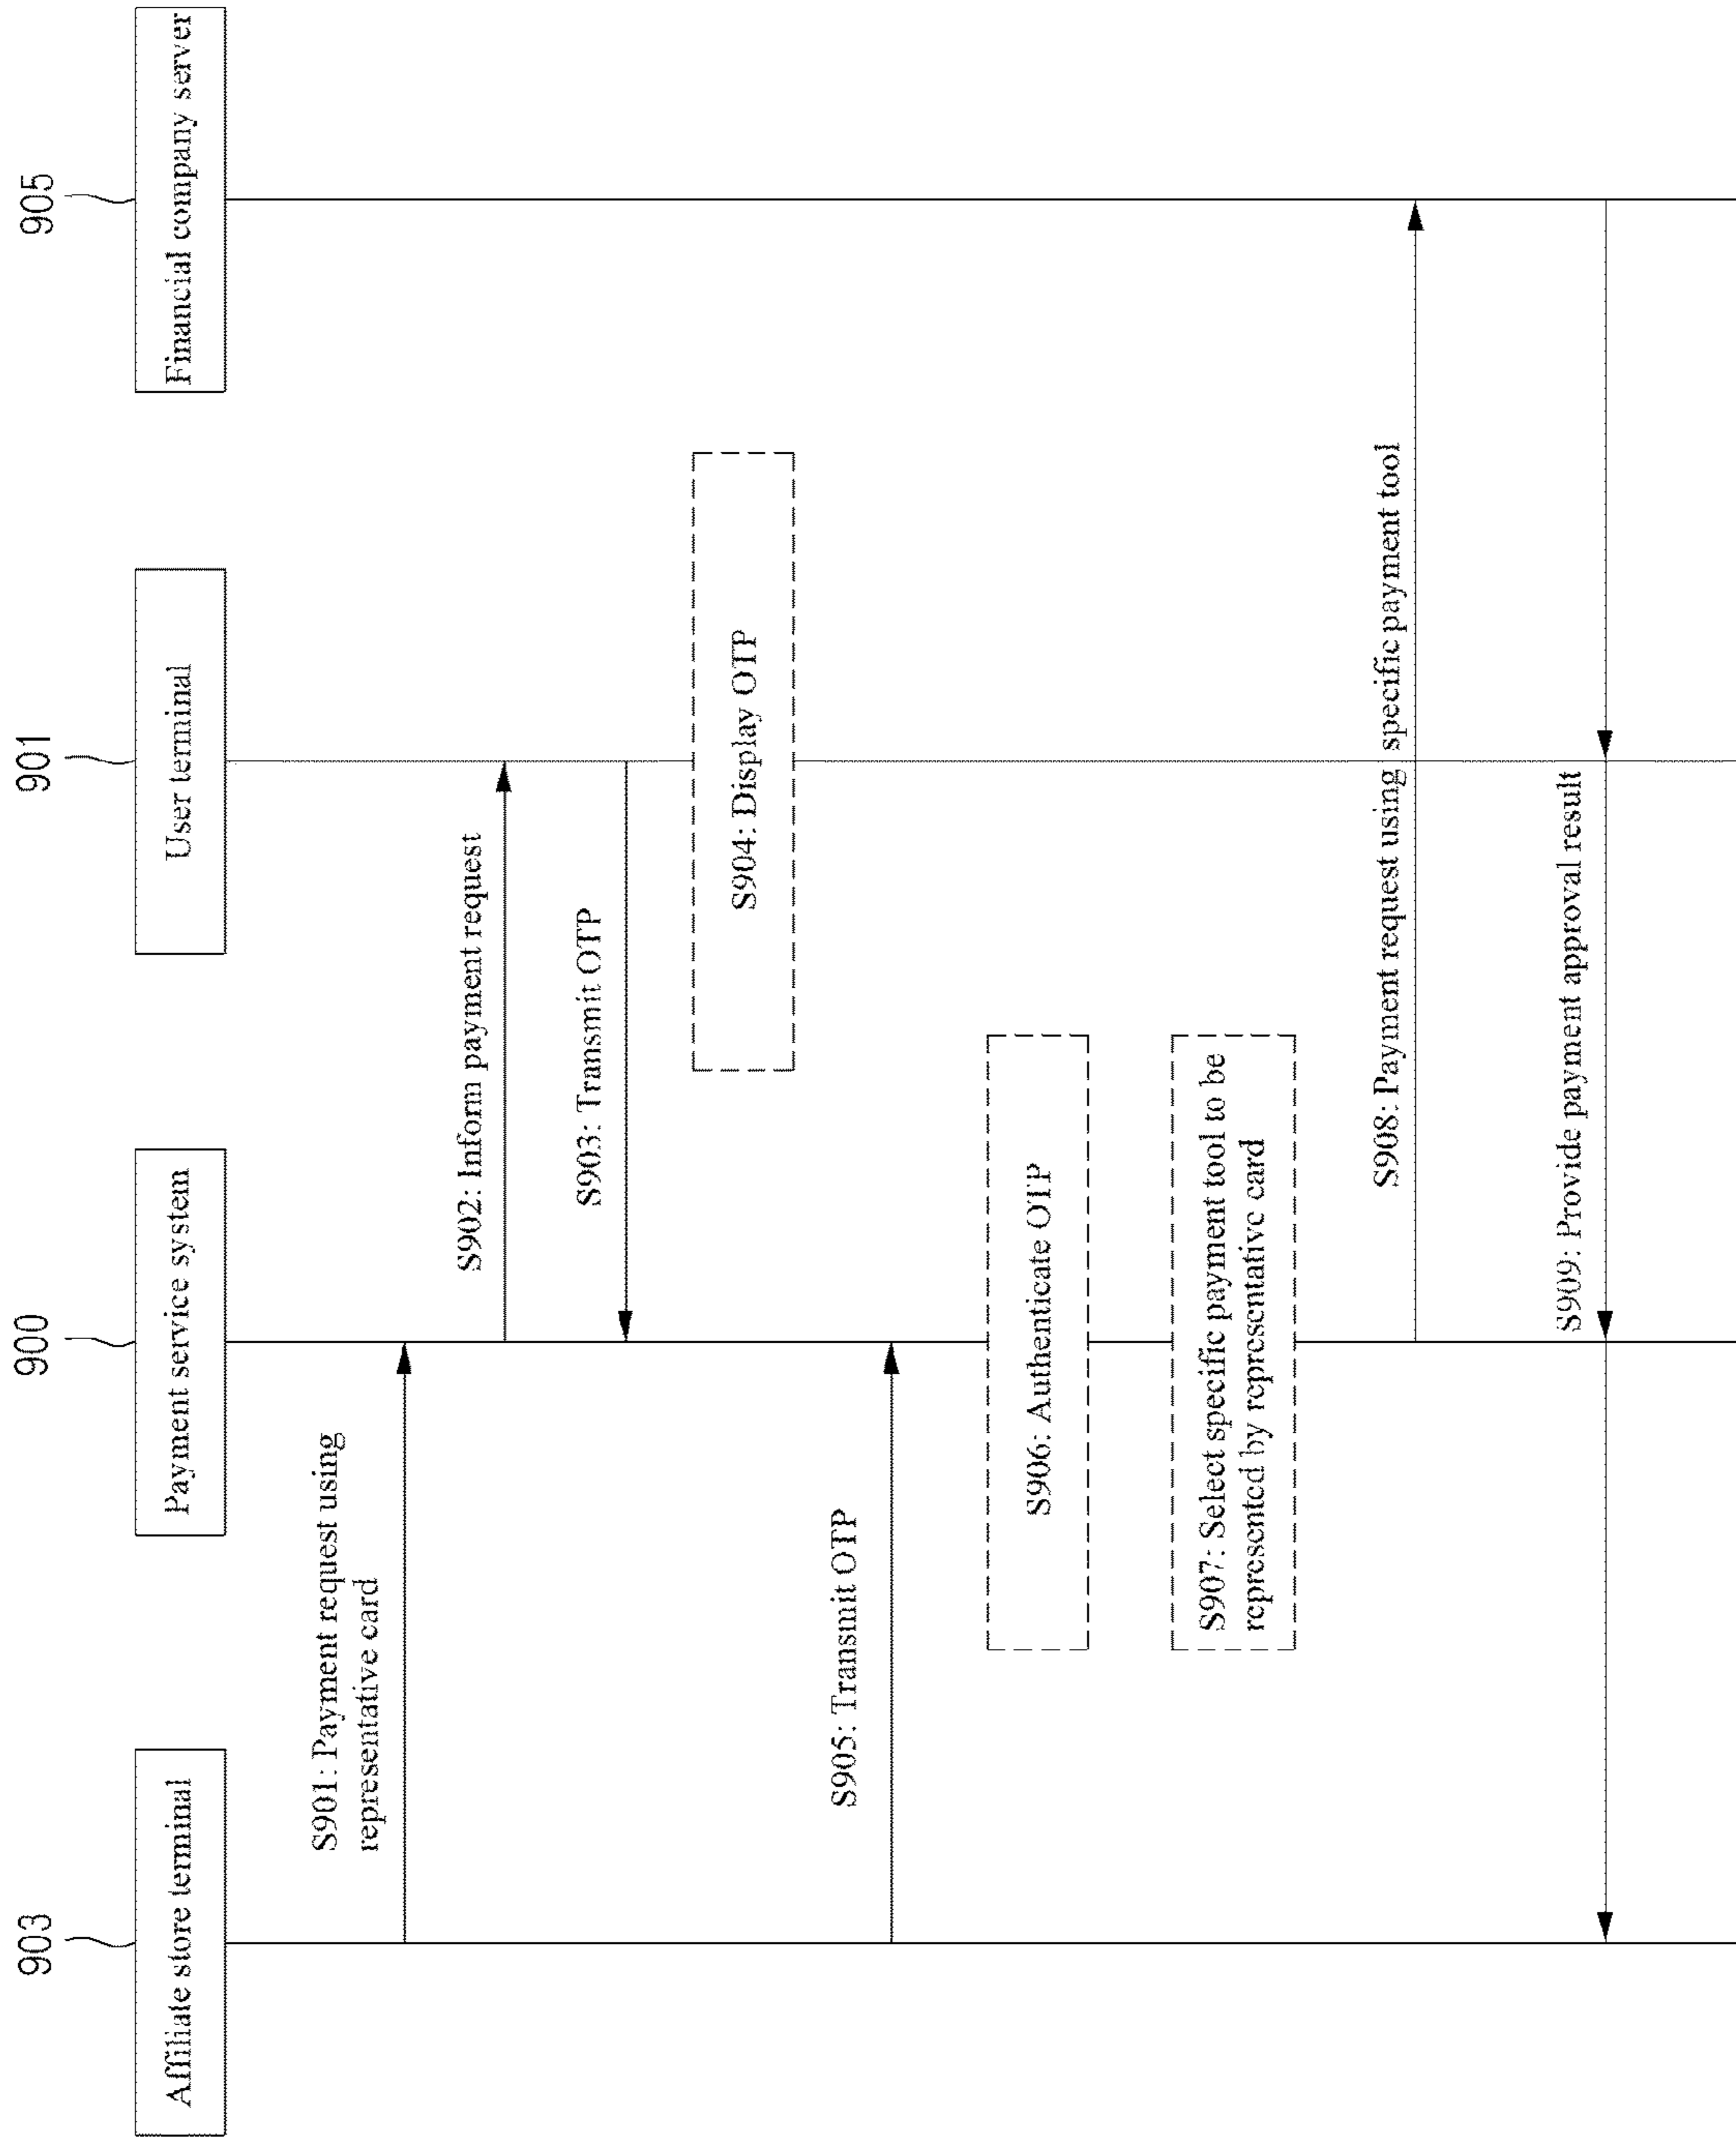 903
900
901
905
Affiliate store terminal
Payment service system
User terminal
Financial company server
S901: Payment request using
representative card
S902: Inform payment request
S903: Transmit OTP
S904: Display OTP
S905: Transmit OTP
S906: Authenticate OTP
S907: Select specific payment tool to be
represented by representative card
S908: Payment request using specific payment tool
S909: Provide payment approval result